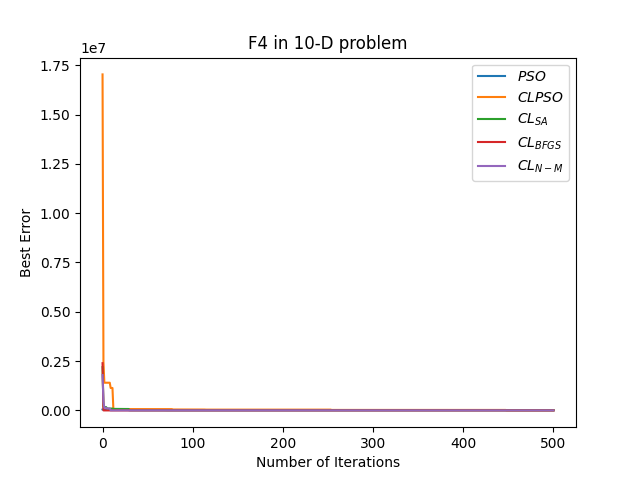 F4 in 10-D problem
1e7
1.75
1.50
1.25
1.00
0.75
0.50
0.25
0.00
Best Error
0 100 200 300 400 500
Number of Iterations
PSO
CLPSO
CL_SA
CL_BFGS
CL_N−M